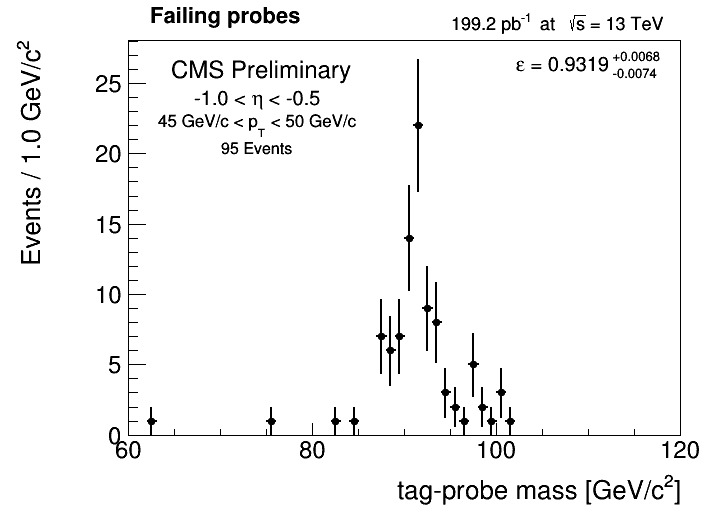 Failing probes
199.2 pb⁻¹ at √s = 13 TeV
CMS Preliminary
ε = 0.9319 +0.0068 -0.0074
-1.0 < η < -0.5
45 GeV/c < p_T < 50 GeV/c
95 Events
Events / 1.0 GeV/c²
25
20
15
10
5
0
60 80 100 120
tag-probe mass [GeV/c²]